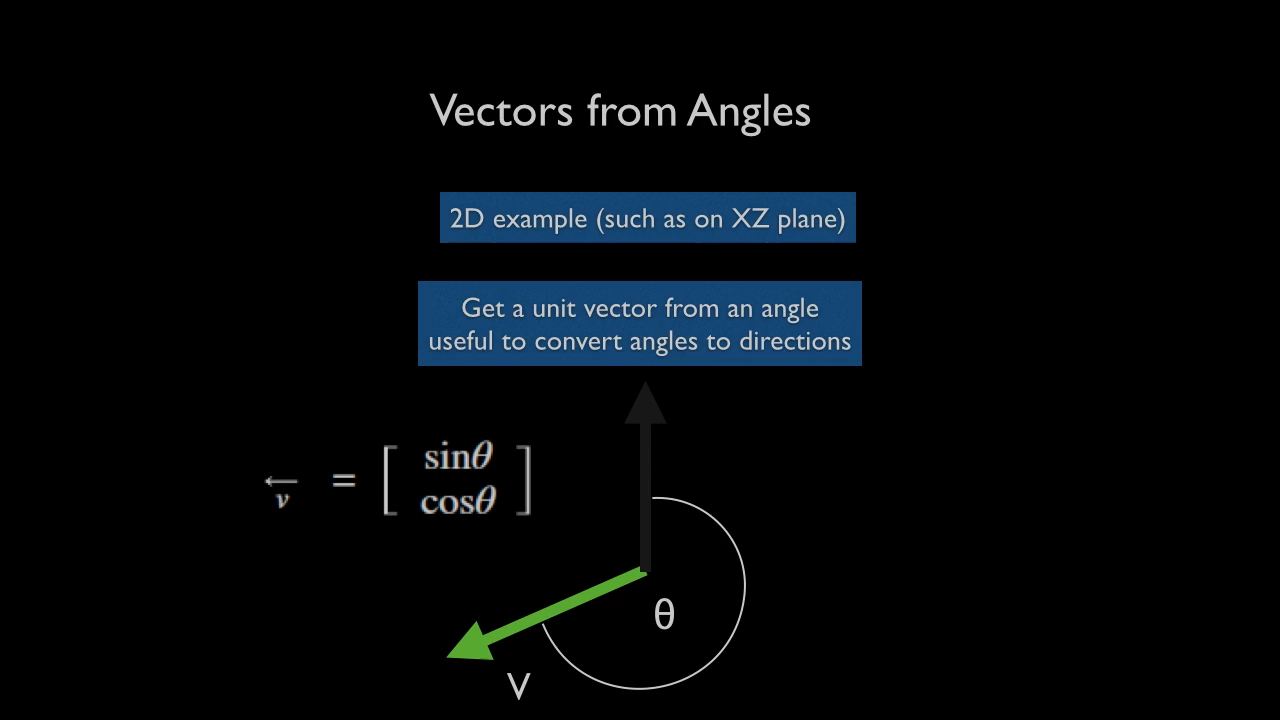 Vectors from Angles
2D example (such as on XZ plane)
Get a unit vector from an angle
useful to convert angles to directions
←v = [ sinθ
cosθ ]
θ
V